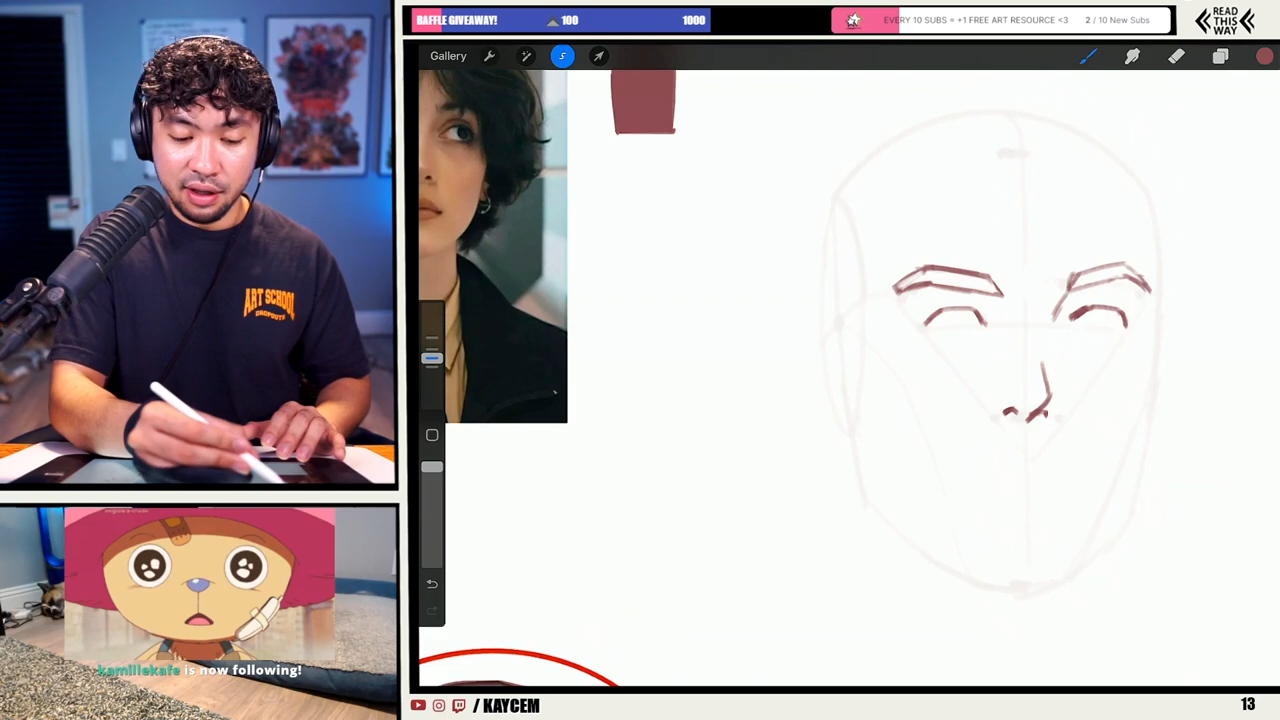 RAFFLE GIVEAWAY!
100
1000
EVERY 10 SUBS = +1 FREE ART RESOURCE <3
2 / 10 New Subs
READ
THIS
WAY
Gallery
S
ART SCHOOL
DROPOUTS
kamillekafe is now following!
/ KAYCEM
13